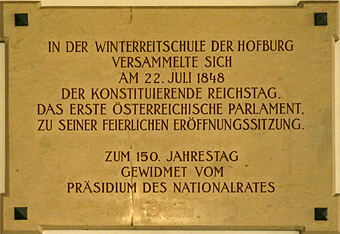 IN DER WINTERREITSCHULE DER HOFBURG
VERSAMMELTE SICH
AM 22. JULI 1848
DER KONSTITUIERENDE REICHSTAG,
DAS ERSTE ÖSTERREICHISCHE PARLAMENT,
ZU SEINER FEIERLICHEN ERÖFFNUNGSSITZUNG.
ZUM 150. JAHRESTAG
GEWIDMET VOM
PRÄSIDIUM DES NATIONALRATES